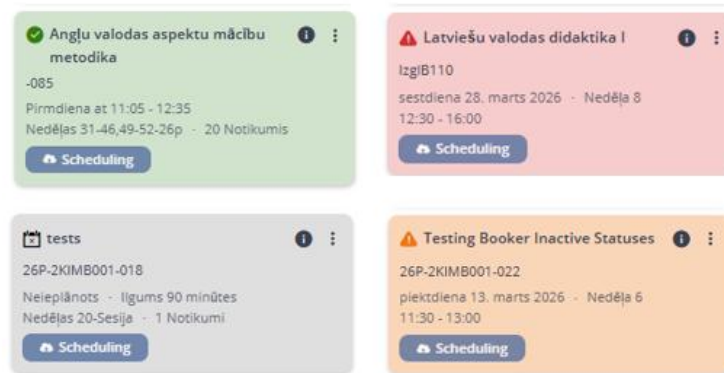 Angļu valodas aspektu mācību
metodika
-085
Pirmdiena at 11:05 - 12:35
Nedēļas 31-46,49-52-26p · 20 Notikumis
Scheduling
Latviešu valodas didaktika I
IzglB110
sestdiena 28. marts 2026 · Nedēļa 8
12:30 - 16:00
Scheduling
tests
26P-2KIMB001-018
Neieplānots · Ilgums 90 minūtes
Nedēļas 20-Sesija · 1 Notikumi
Scheduling
Testing Booker Inactive Statuses
26P-2KIMB001-022
piektdiena 13. marts 2026 · Nedēļa 6
11:30 - 13:00
Scheduling